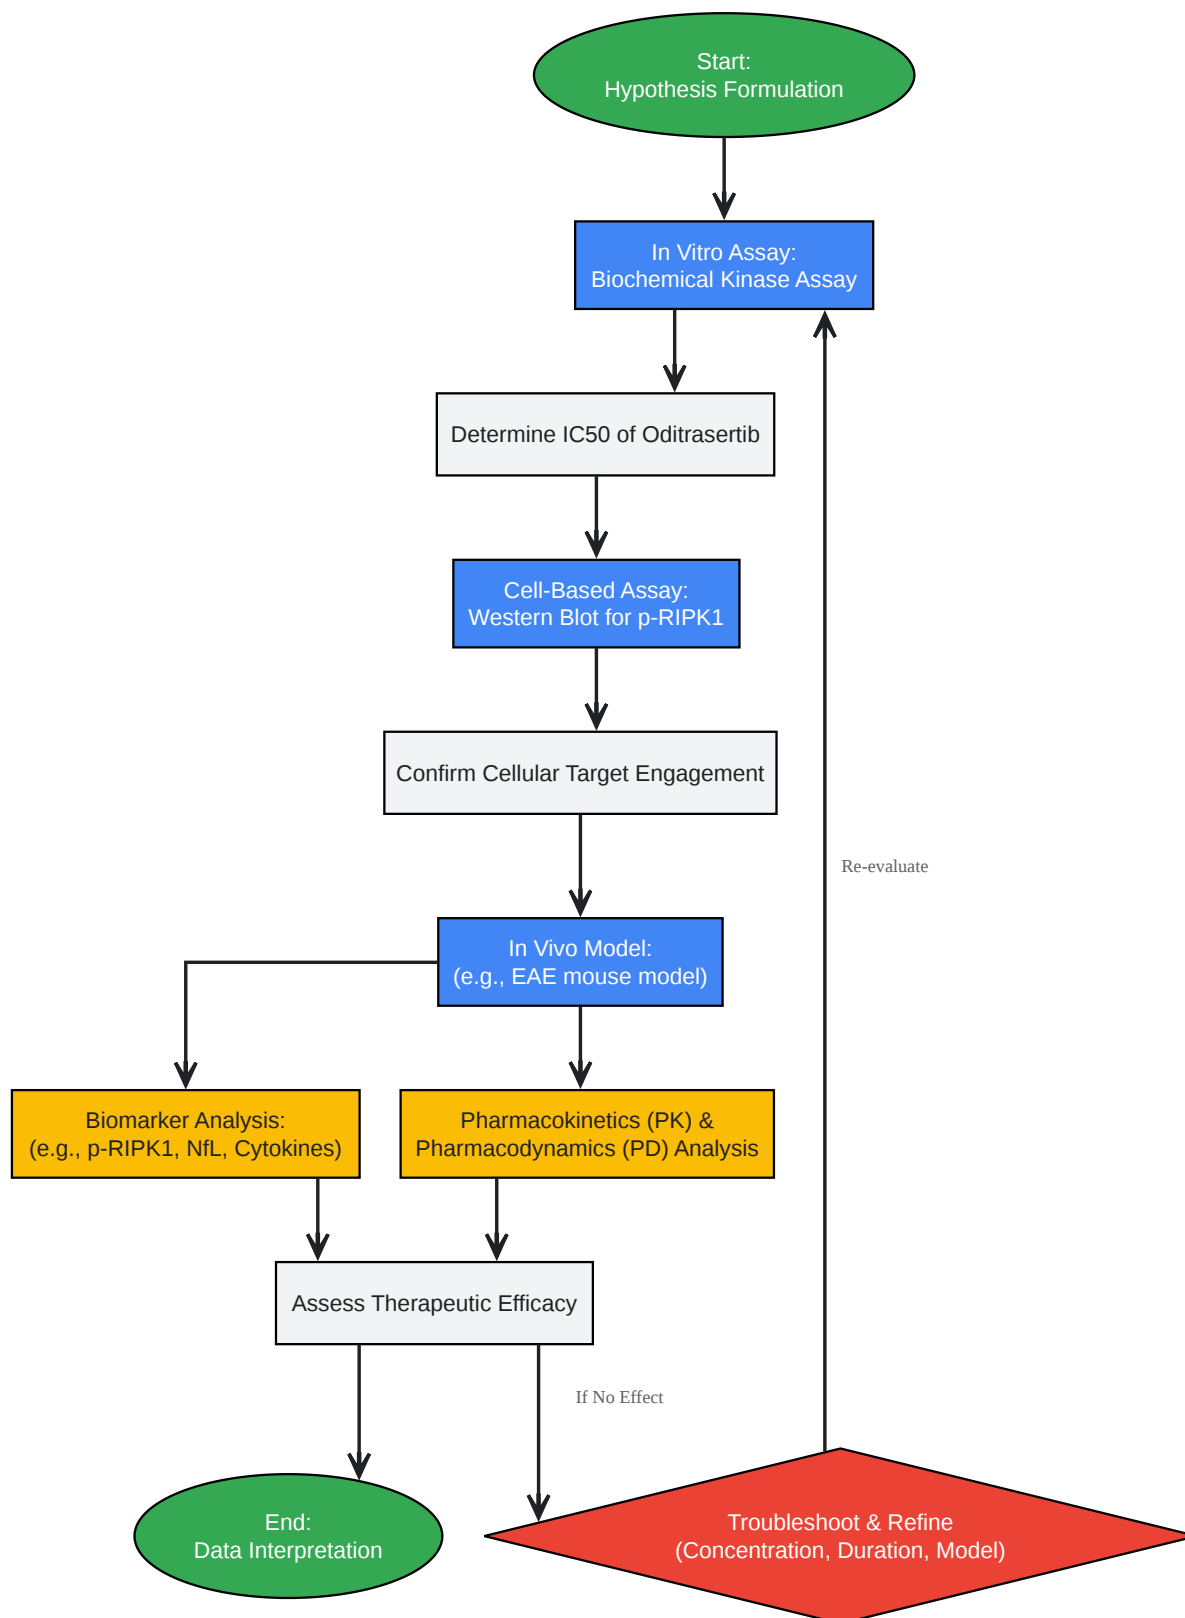 Start:
Hypothesis Formulation
In Vitro Assay:
Biochemical Kinase Assay
Determine IC50 of Oditrasertib
Cell-Based Assay:
Western Blot for p-RIPK1
Confirm Cellular Target Engagement
Re-evaluate
In Vivo Model:
(e.g., EAE mouse model)
Biomarker Analysis:
(e.g., p-RIPK1, NfL, Cytokines)
Pharmacokinetics (PK) &
Pharmacodynamics (PD) Analysis
Assess Therapeutic Efficacy
If No Effect
End:
Data Interpretation
Troubleshoot & Refine
(Concentration, Duration, Model)